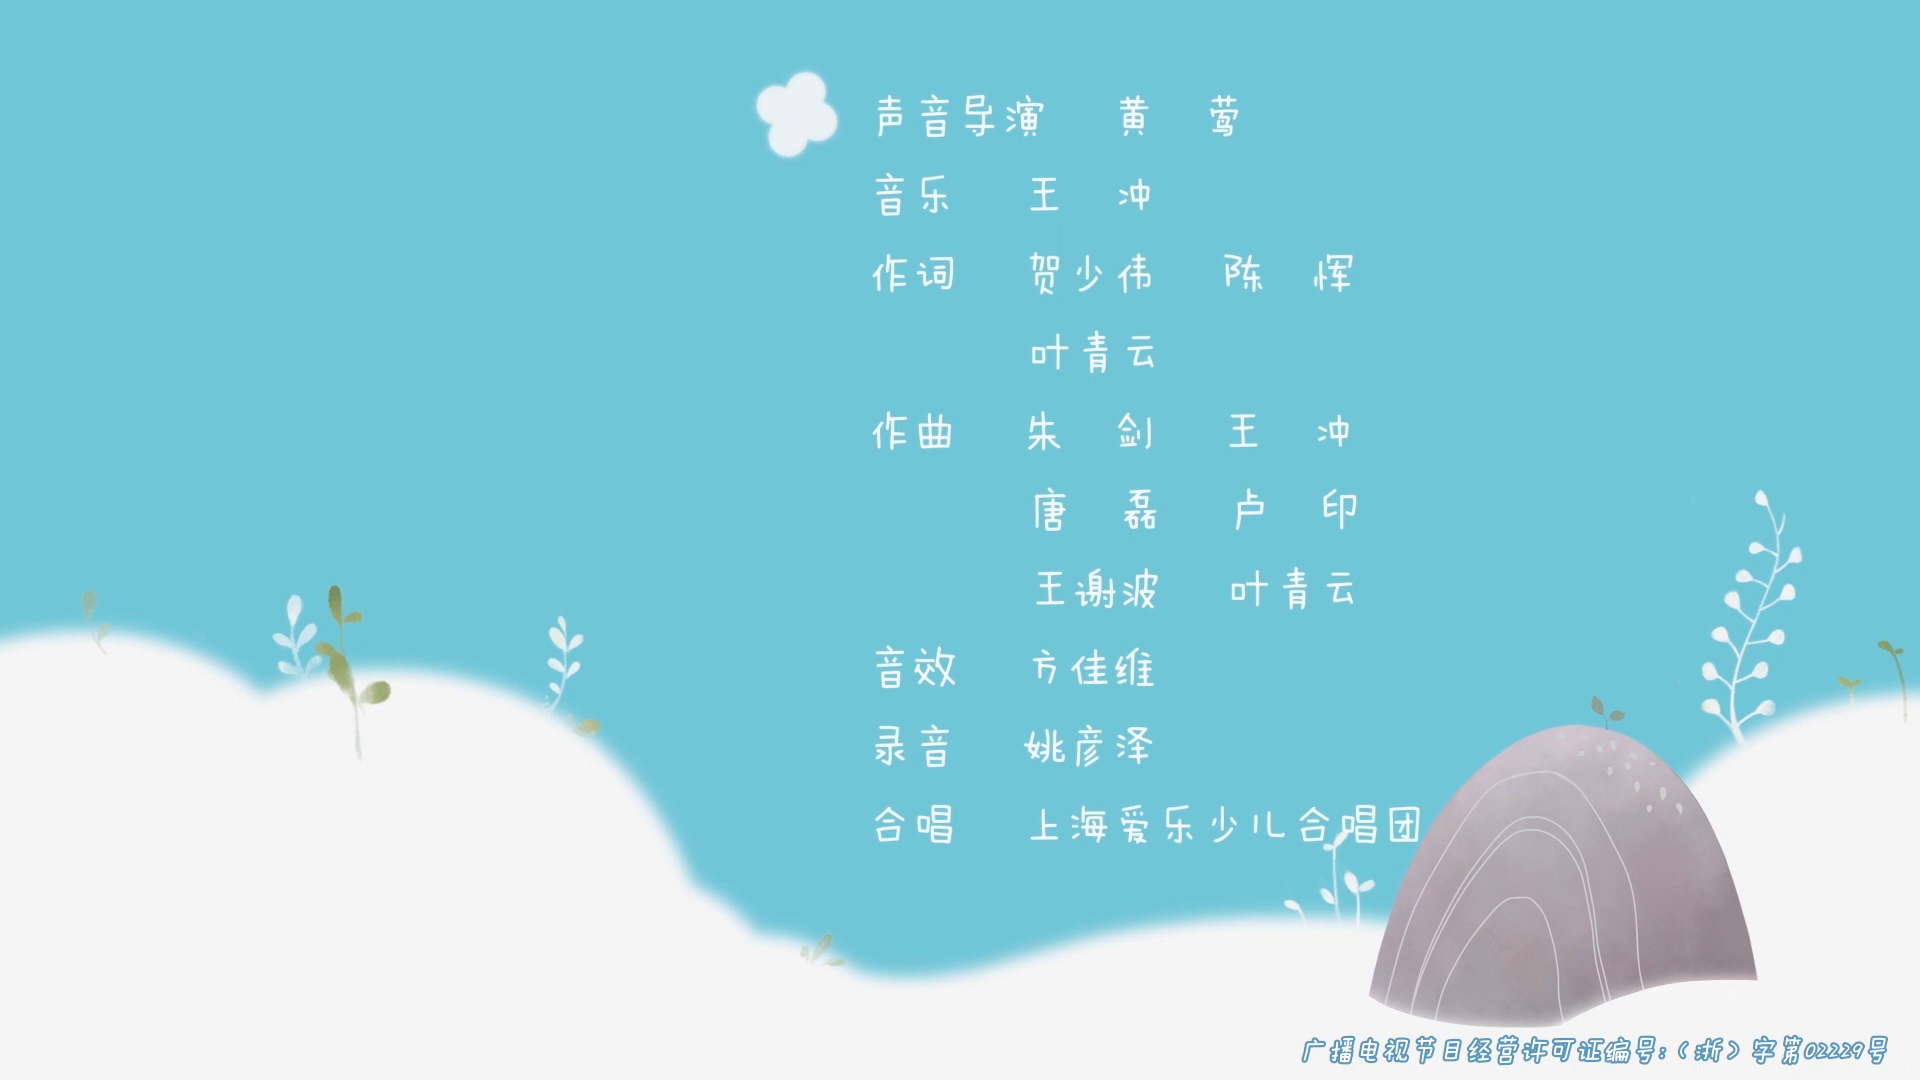 声音导演 黄 莺
音乐 王 冲
作词 贺少伟 陈 恽
叶青云
作曲 朱 剑 王 冲
唐 磊 卢 印
王谢波 叶青云
音效 方佳维
录音 姚彦泽
合唱 上海爱乐少儿合唱团
广播电视节目经营许可证编号:(浙)字第02229号